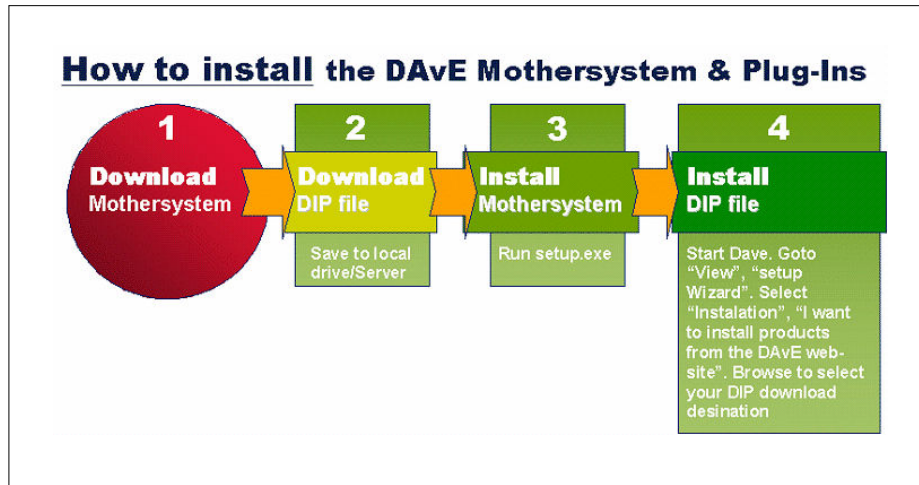 How to install the DAvE Mothersystem & Plug-Ins
1
Download
Mothersystem
2
Download
DIP file
Save to local
drive/Server
3
Install
Mothersystem
Run setup.exe
4
Install
DIP file
Start Dave. Goto
“View”, “setup
Wizard”. Select
“Instalation”, “I want
to install products
from the DAvE web-
site”. Browse to select
your DIP download
desination